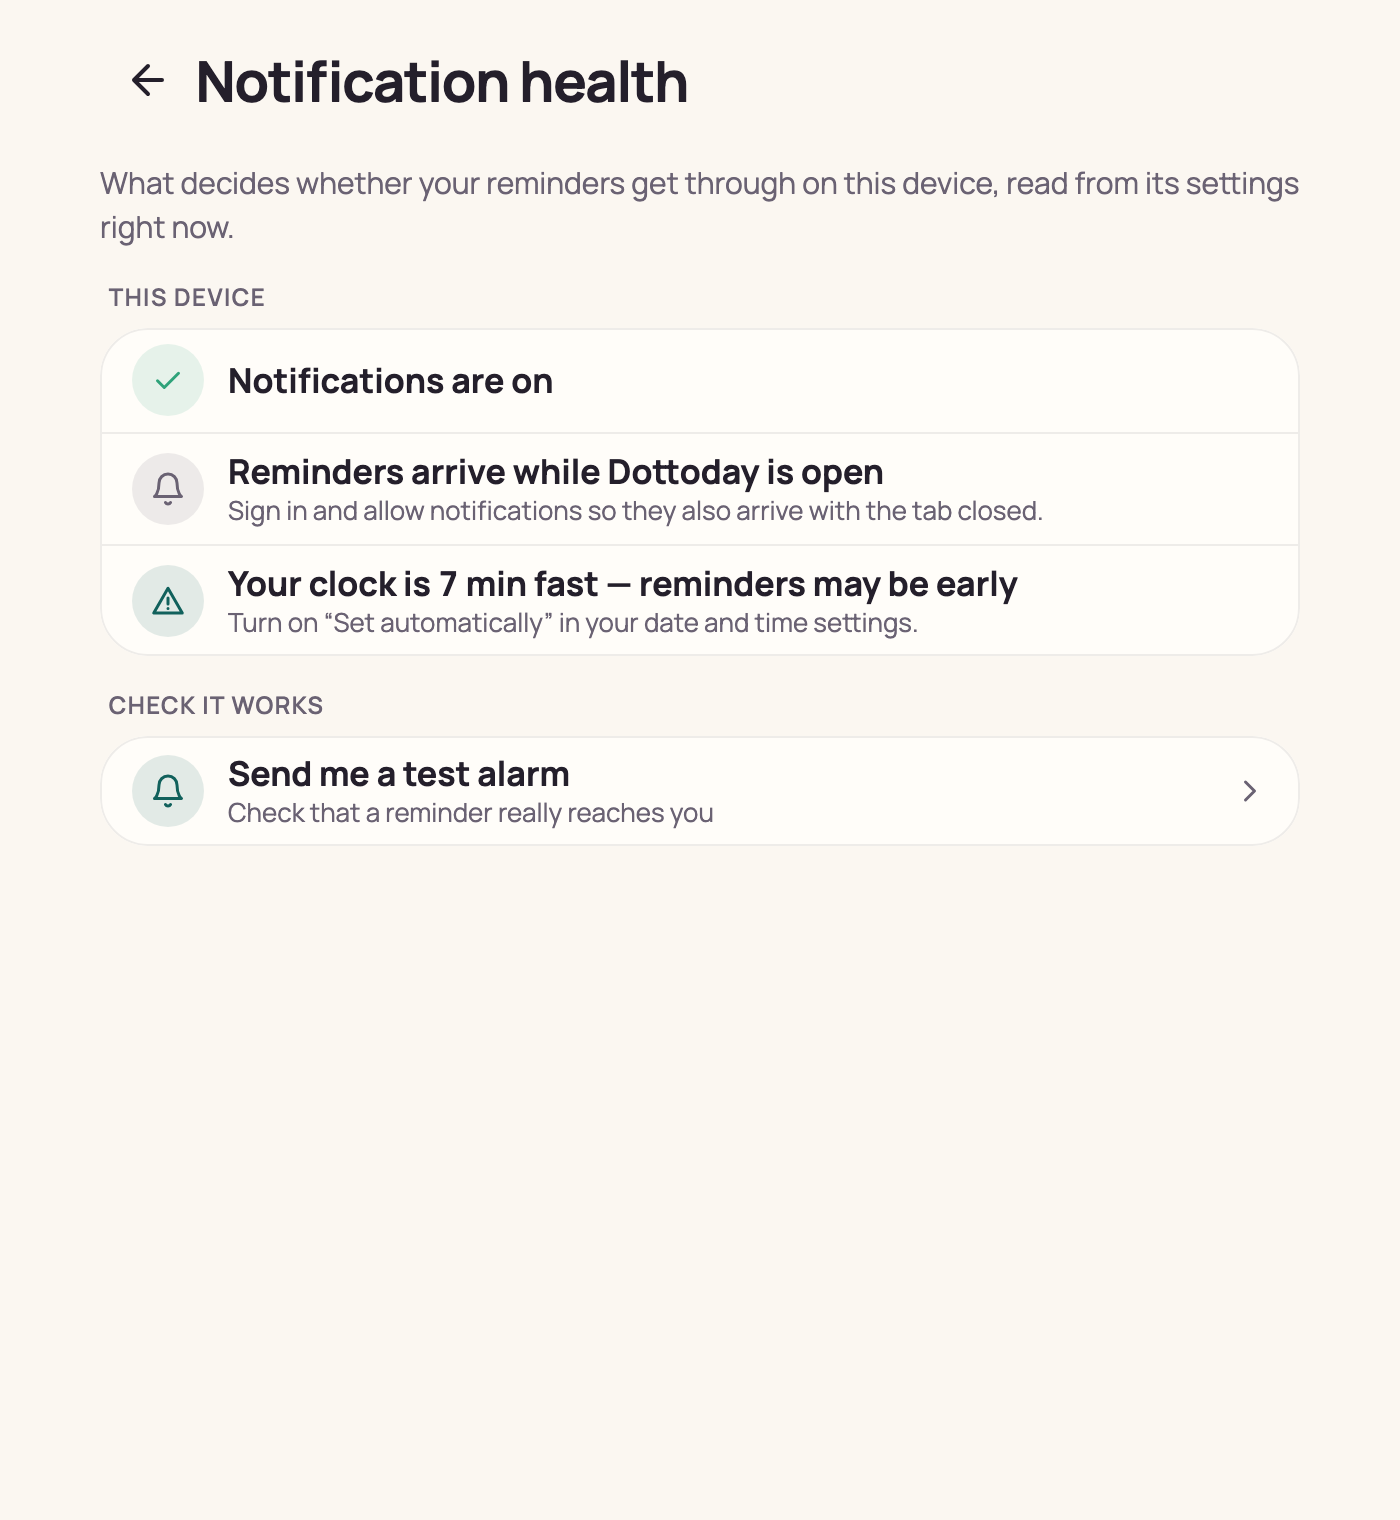 Notification health
What decides whether your reminders get through on this device, read from its settings
right now.
THIS DEVICE
Notifications are on
Reminders arrive while Dottoday is open
Sign in and allow notifications so they also arrive with the tab closed.
Your clock is 7 min fast — reminders may be early
Turn on “Set automatically” in your date and time settings.
CHECK IT WORKS
Send me a test alarm
Check that a reminder really reaches you